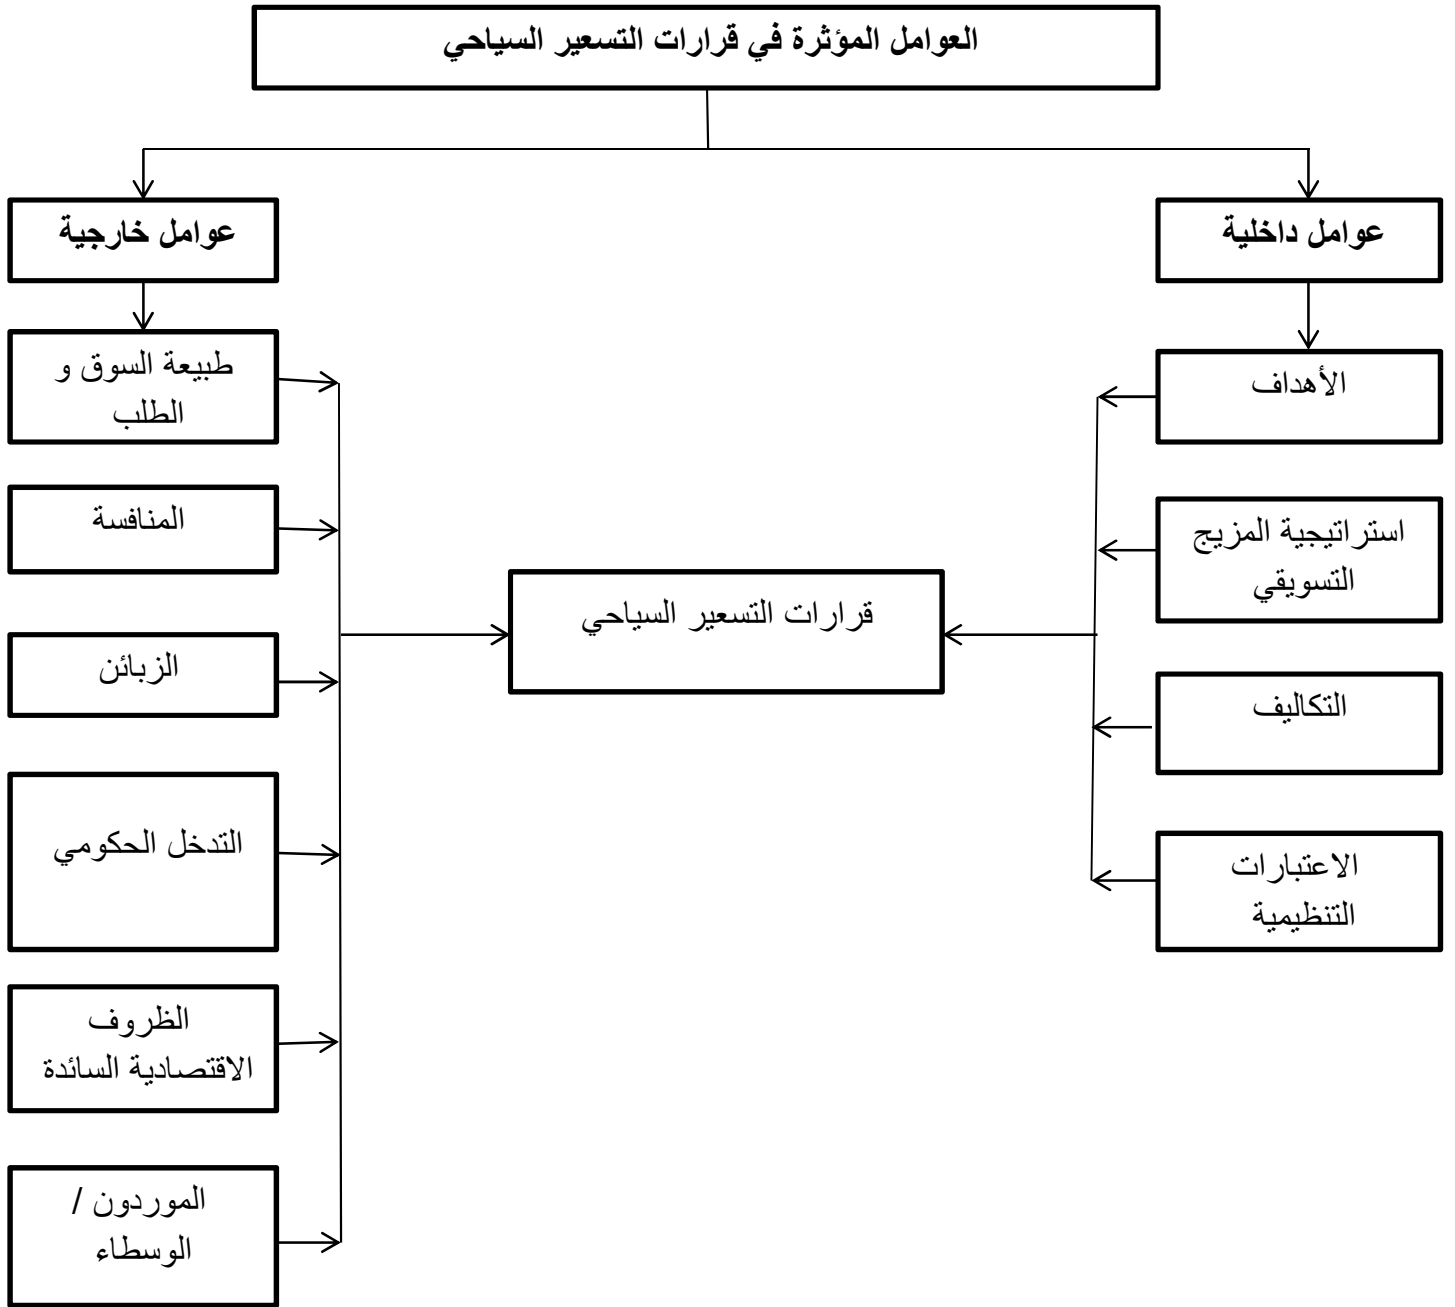 العوامل المؤثرة في قرارات التسعير السياحي
عوامل داخلية
عوامل خارجية
الأهداف
استراتيجية المزيج
التسويقي
التكاليف
الاعتبارات
التنظيمية
قرارات التسعير السياحي
طبيعة السوق و
الطلب
المنافسة
الزبائن
التدخل الحكومي
الظروف
الاقتصادية السائدة
الموردون /
الوسطاء